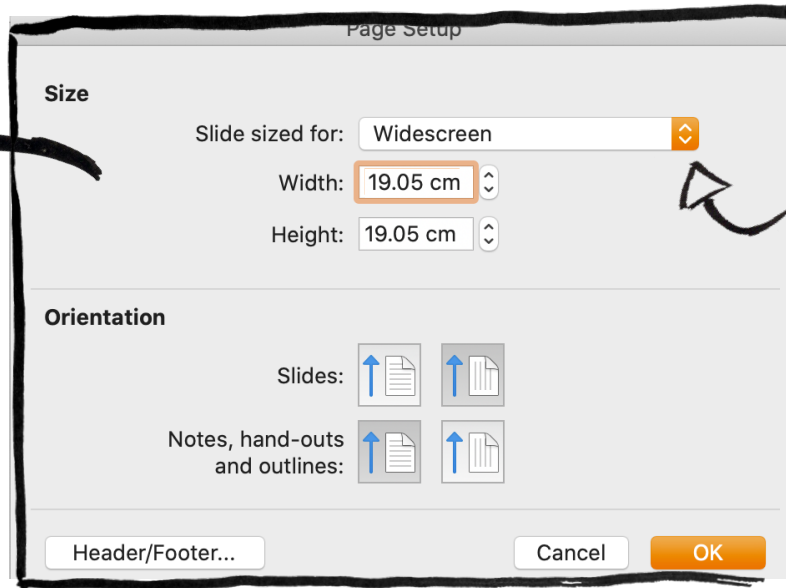 Page Setup
Size
Slide sized for: Widescreen
Width: 19.05 cm
Height: 19.05 cm
Orientation
Slides:
Notes, hand-outs
and outlines:
Header/Footer... Cancel OK